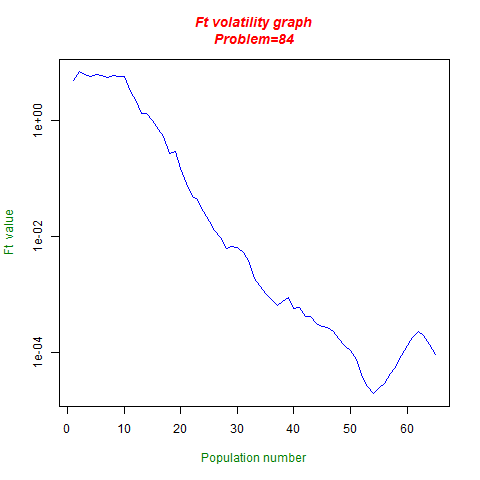 Ft volatility graph
Problem=84
1e+00
1e-02
1e-04
Ft value
0 10 20 30 40 50 60
Population number